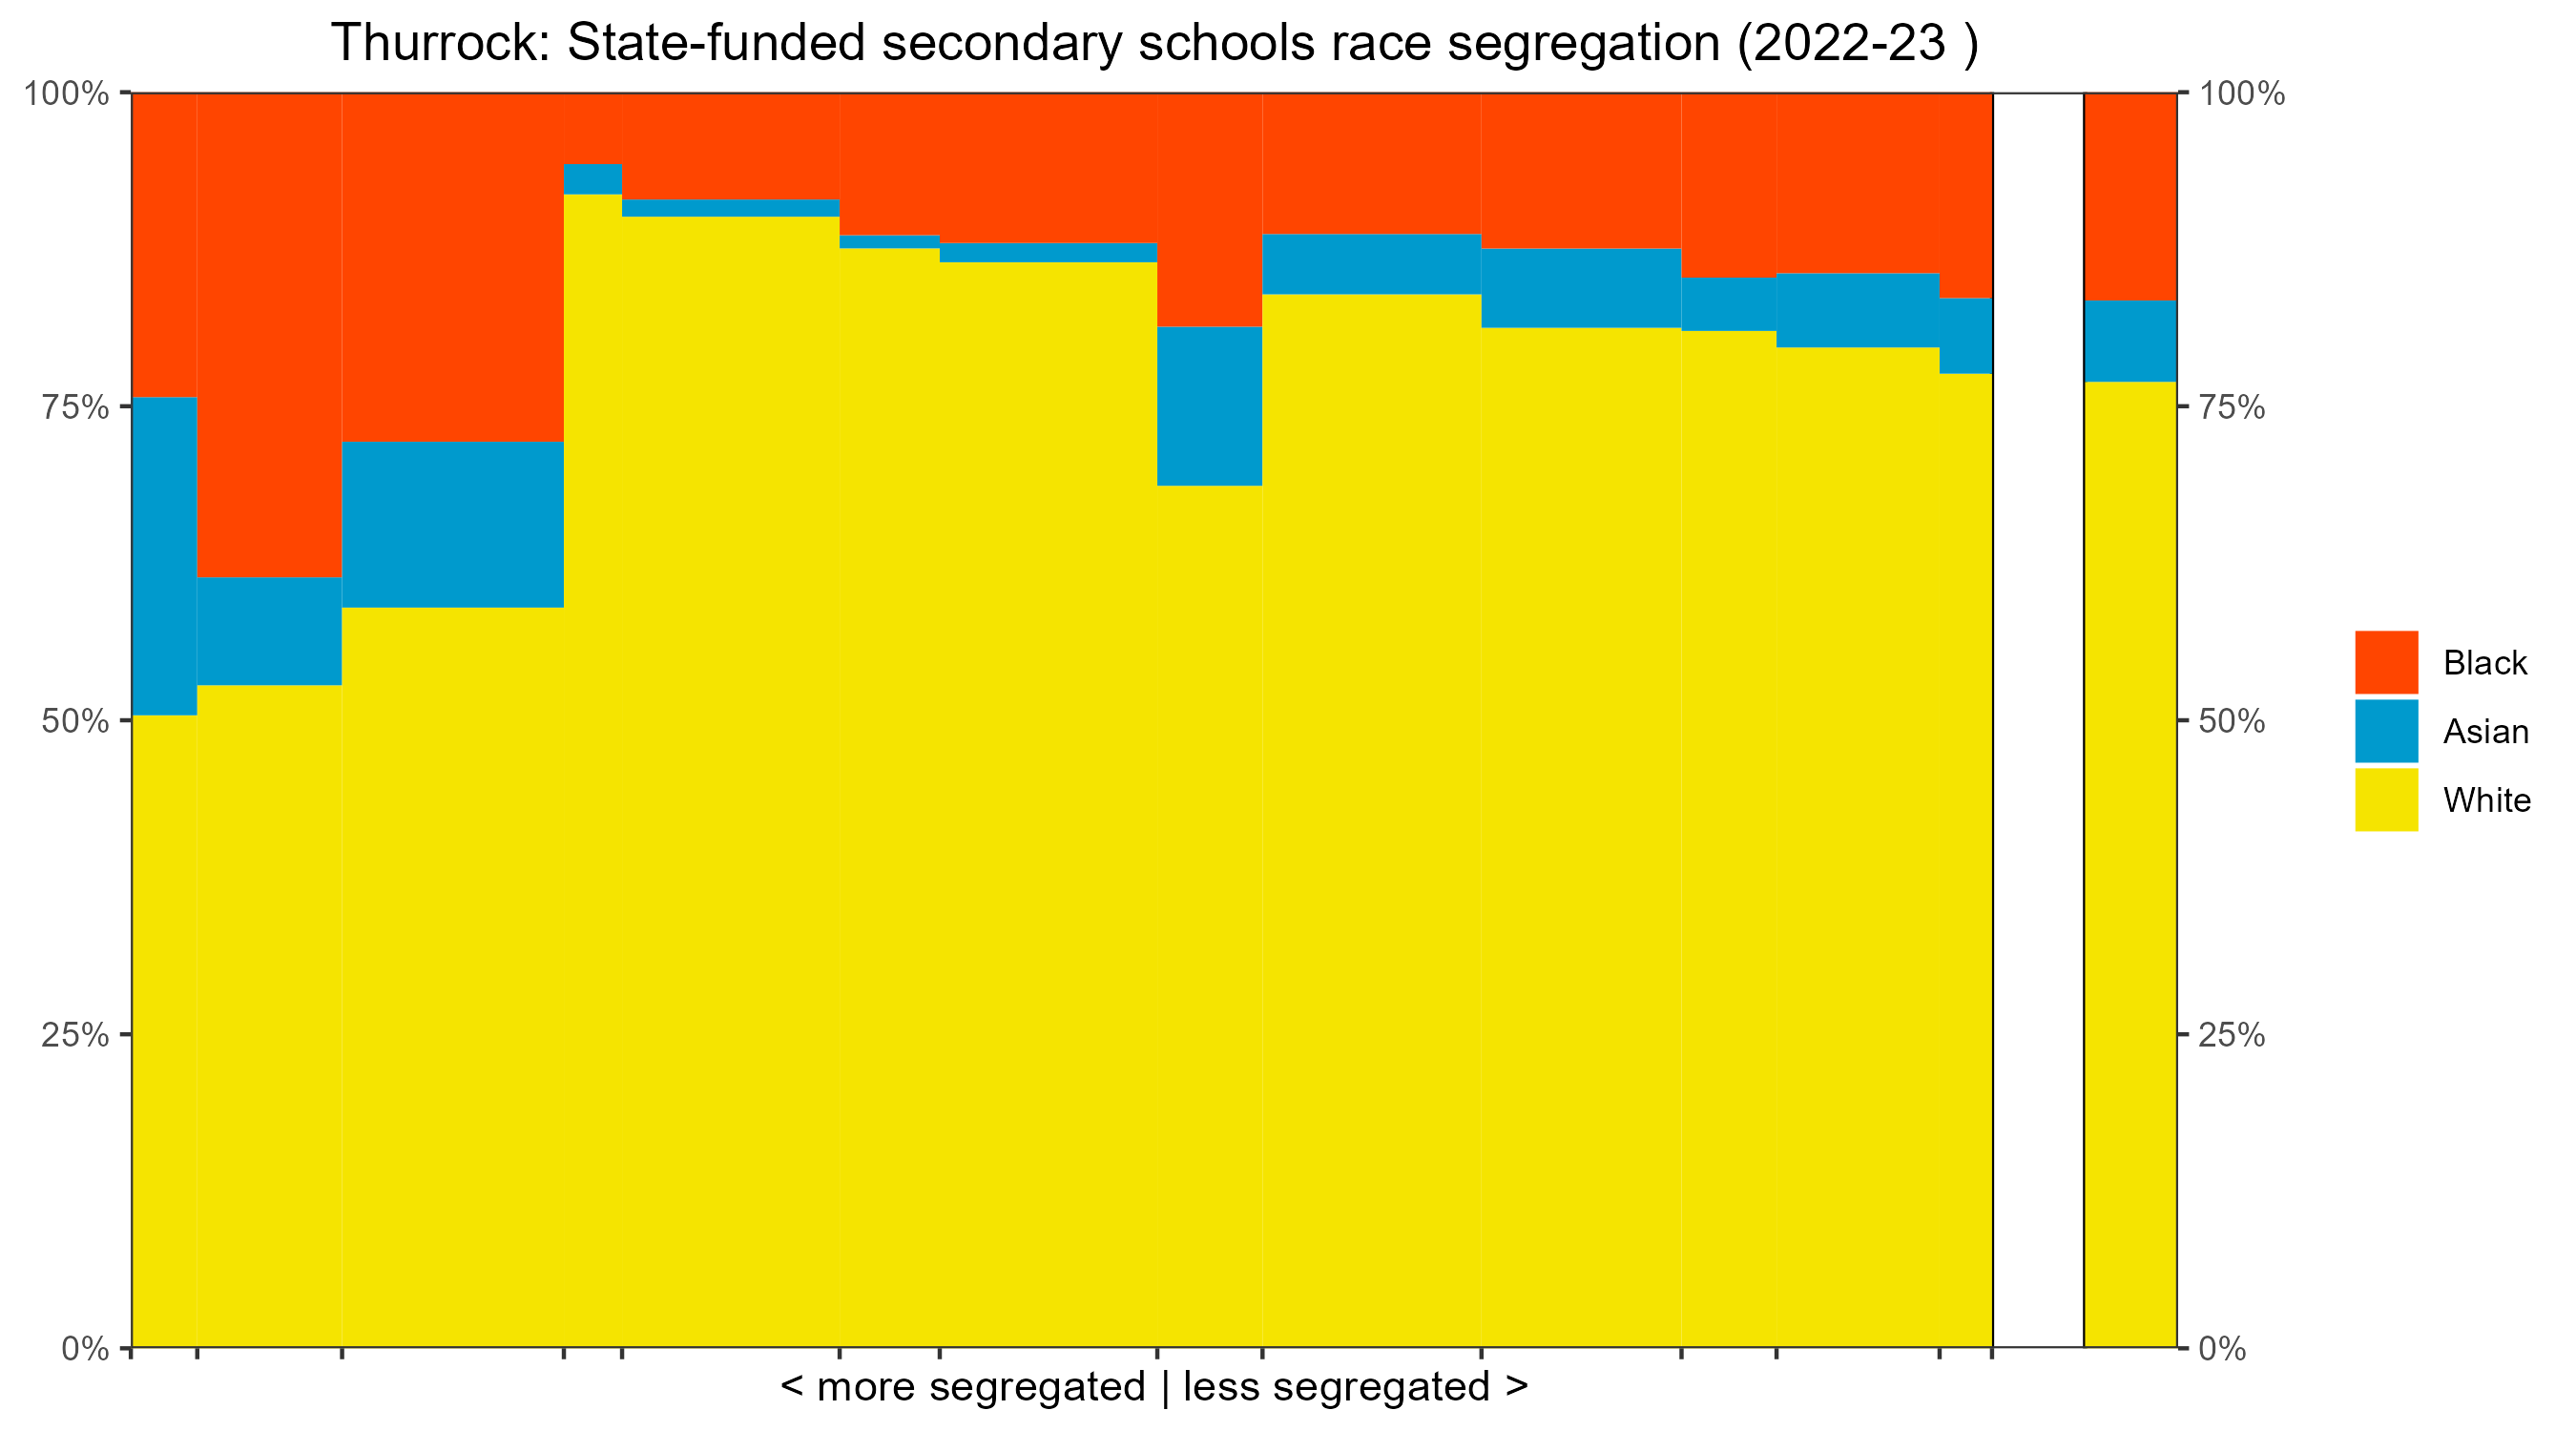 Thurrock: State-funded secondary schools race segregation (2022-23 )
100%
75%
50%
25%
0%
100%
75%
50%
25%
0%
Black
Asian
White
< more segregated | less segregated >